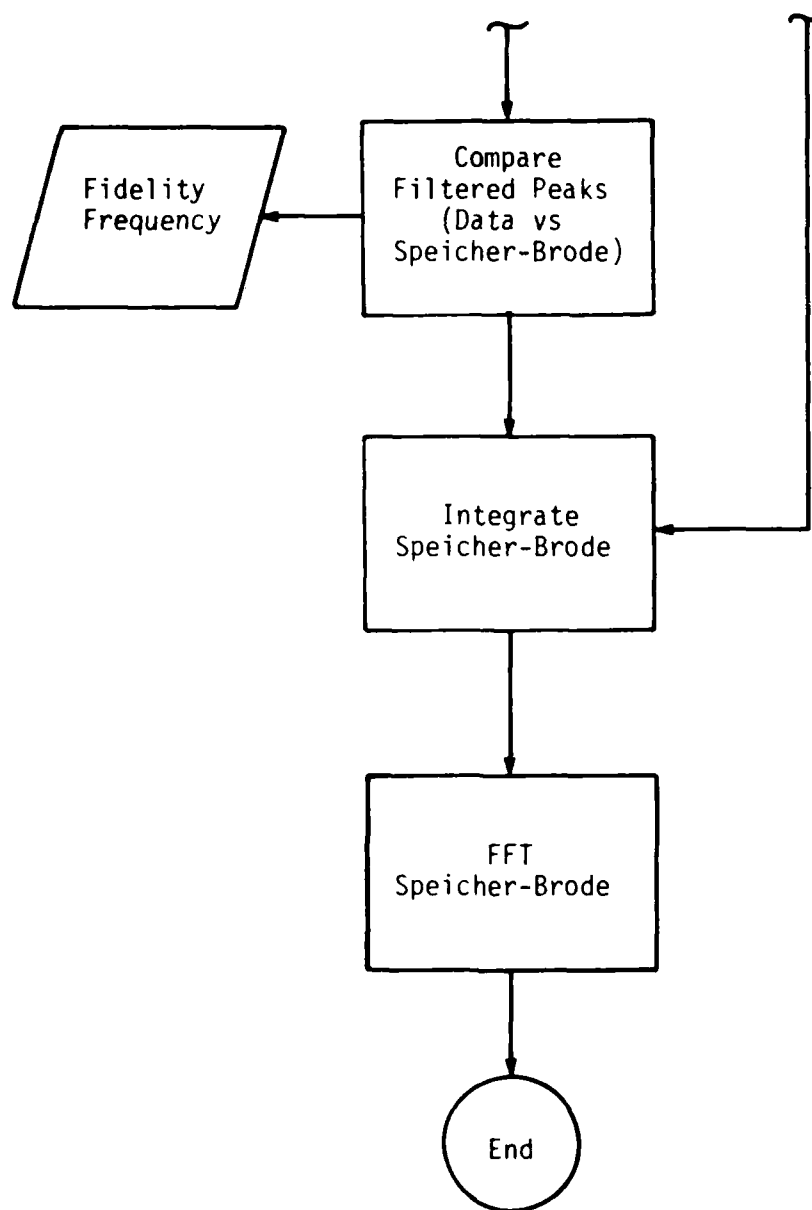 Compare
Filtered Peaks
(Data vs
Speicher-Brode)
Fidelity
Frequency
Integrate
Speicher-Brode
FFT
Speicher-Brode
End